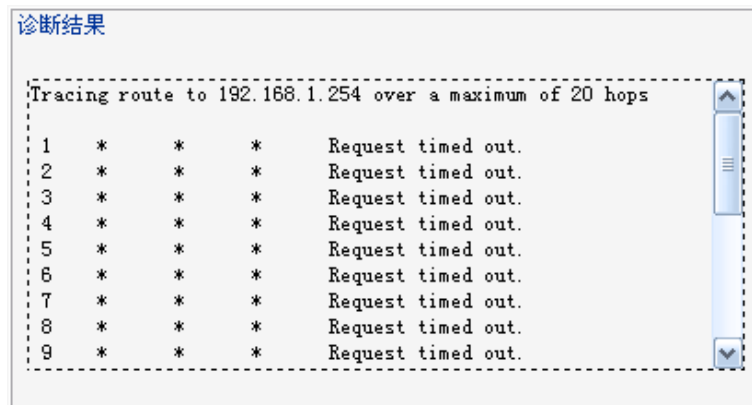 诊断结果
Tracing route to 192.168.1.254 over a maximum of 20 hops
1 * * * Request timed out.
2 * * * Request timed out.
3 * * * Request timed out.
4 * * * Request timed out.
5 * * * Request timed out.
6 * * * Request timed out.
7 * * * Request timed out.
8 * * * Request timed out.
9 * * * Request timed out.